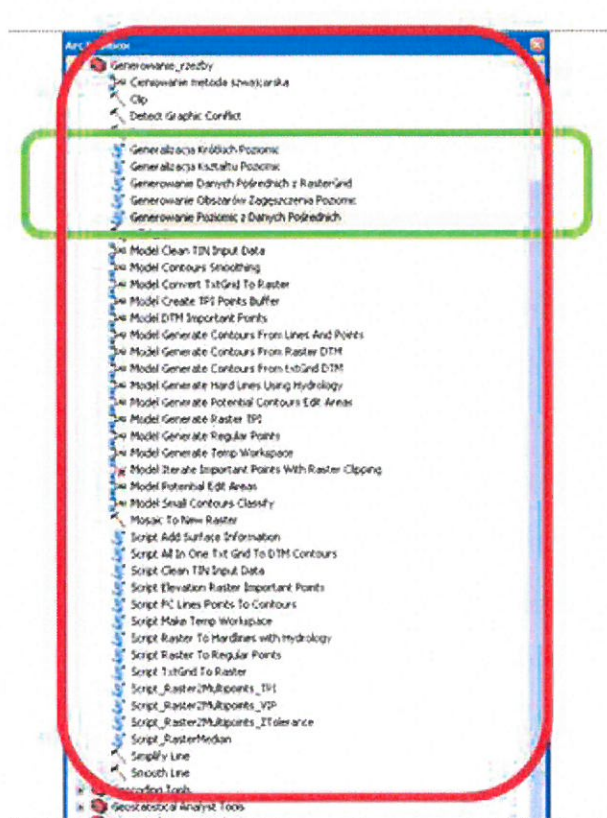 Generowanie_rzeźby
Cieniowanie metodą szwajcarską
Clip
Detect Graphic Conflict
Generalizacja Krótkich Poziomic
Generalizacja Kształtu Poziomic
Generowanie Danych Pośrednich z RasterGrid
Generowanie Obszarów Zagęszczenia Poziomic
Generowanie Poziomic z Danych Pośrednich
Model Clean TIN Input Data
Model Contours Smoothing
Model Convert TxtGrid To Raster
Model Create TPI Points Buffer
Model DTM Important Points
Model Generate Contours From Lines And Points
Model Generate Contours From Raster DTM
Model Generate Contours From txtGrid DTM
Model Generate Hard Lines Using Hydrology
Model Generate Potential Contours Edit Areas
Model Generate Raster TPI
Model Generate Regular Points
Model Generate Temp Workspace
Model Iterate Important Points With Raster Clipping
Model Potential Edit Areas
Model Small Contours Classify
Mosaic To New Raster
Script Add Surface Information
Script All In One Txt Grid To DTM Contours
Script Clean TIN Input Data
Script Elevation Raster Important Points
Script FC Lines Points To Contours
Script Make Temp Workspace
Script Raster To Hardlines with Hydrology
Script Raster To Regular Points
Script TxtGrid To Raster
Script_Raster2Multipoints_TPI
Script_Raster2Multipoints_VIP
Script_Raster2Multipoints_ZTolerance
Script_RasterMedian
Simplify Line
Smooth Line
Geocoding Tools
Geostatistical Analyst Tools